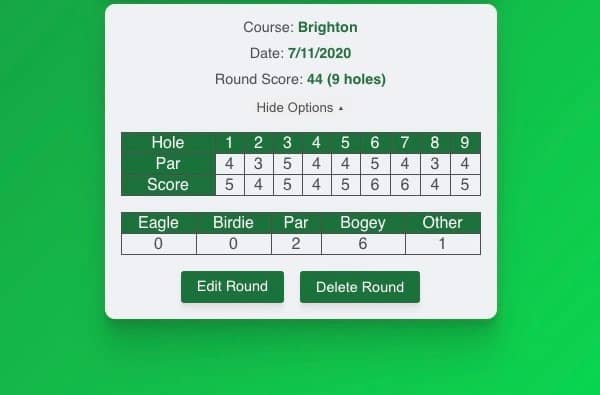 Course: Brighton
Date: 7/11/2020
Round Score: 44 (9 holes)
Hide Options ▲
Hole 1 2 3 4 5 6 7 8 9
Par 4 3 5 4 4 5 4 3 4
Score 5 4 5 4 5 6 6 4 5
Eagle Birdie Par Bogey Other
0 0 2 6 1
Edit Round Delete Round